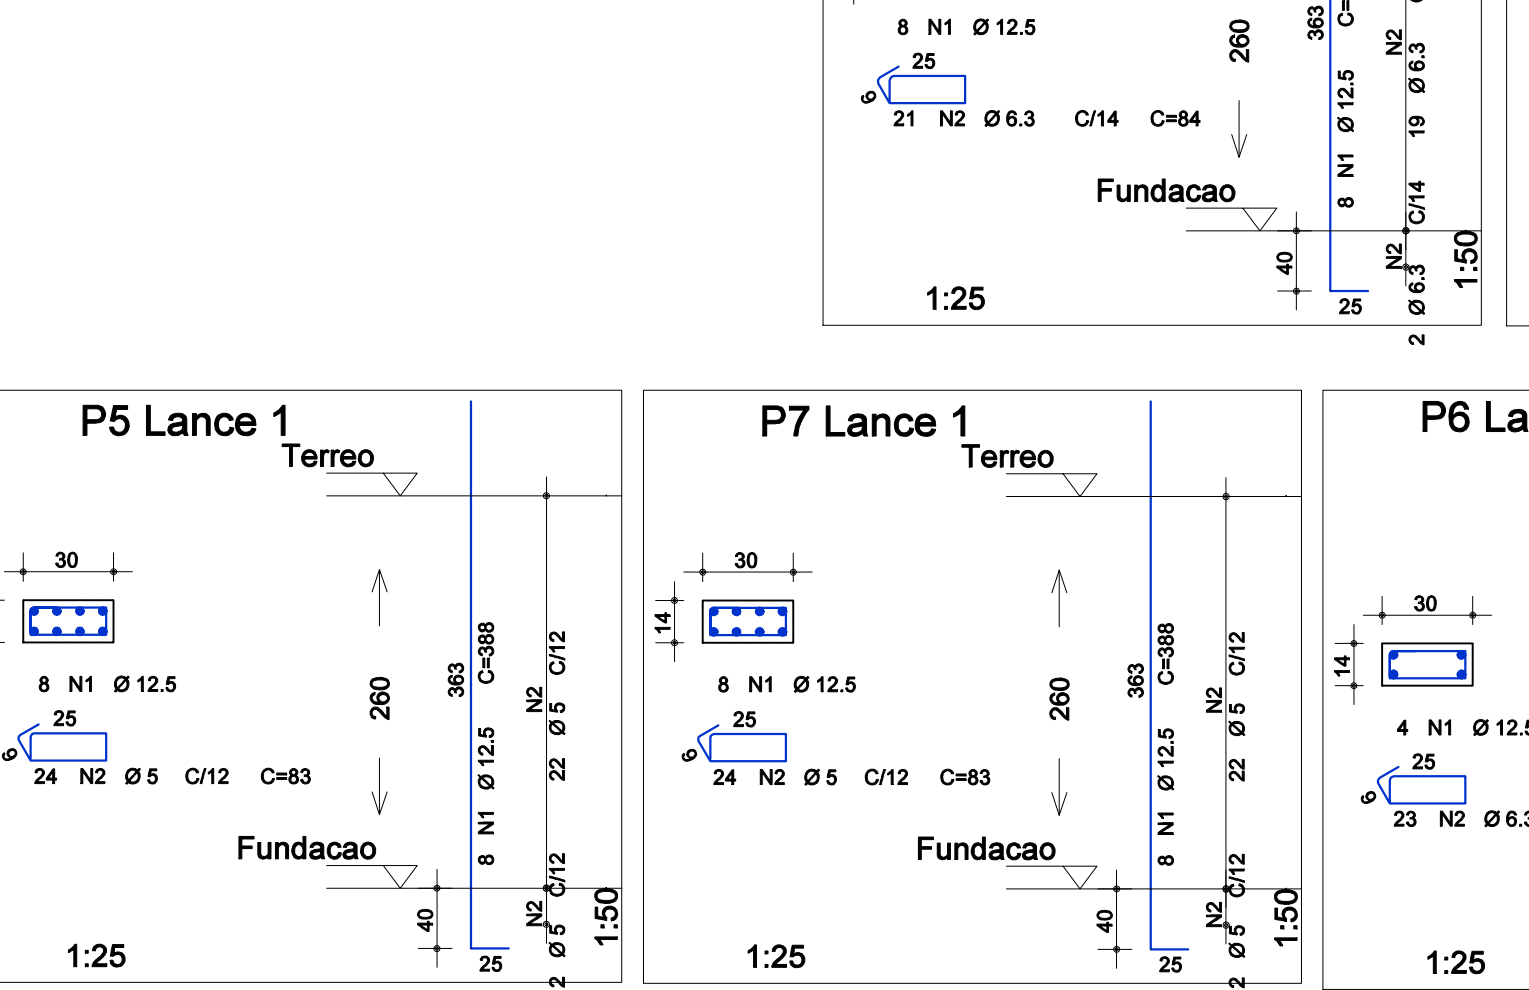 8 N1 Ø 12.5
25
6
21 N2 Ø 6.3 C/14 C=84
260
Fundacao
363
8 N1 Ø 12.5 C=
N2
19 Ø 6.3
C/14
40
N2
2 Ø 6.3
25
1:25
1:50
P5 Lance 1
Terreo
30
8 N1 Ø 12.5
25
6
24 N2 Ø 5 C/12 C=83
260
Fundacao
363
8 N1 Ø 12.5 C=388
N2
22 Ø 5 C/12
40
N2
2 Ø 5 C/12
25
1:25
1:50
P7 Lance 1
Terreo
30
14
8 N1 Ø 12.5
25
6
24 N2 Ø 5 C/12 C=83
260
Fundacao
363
8 N1 Ø 12.5 C=388
N2
22 Ø 5 C/12
40
N2
2 Ø 5 C/12
25
1:25
1:50
P6 La
30
14
4 N1 Ø 12.5
25
6
23 N2 Ø 6.3
1:25